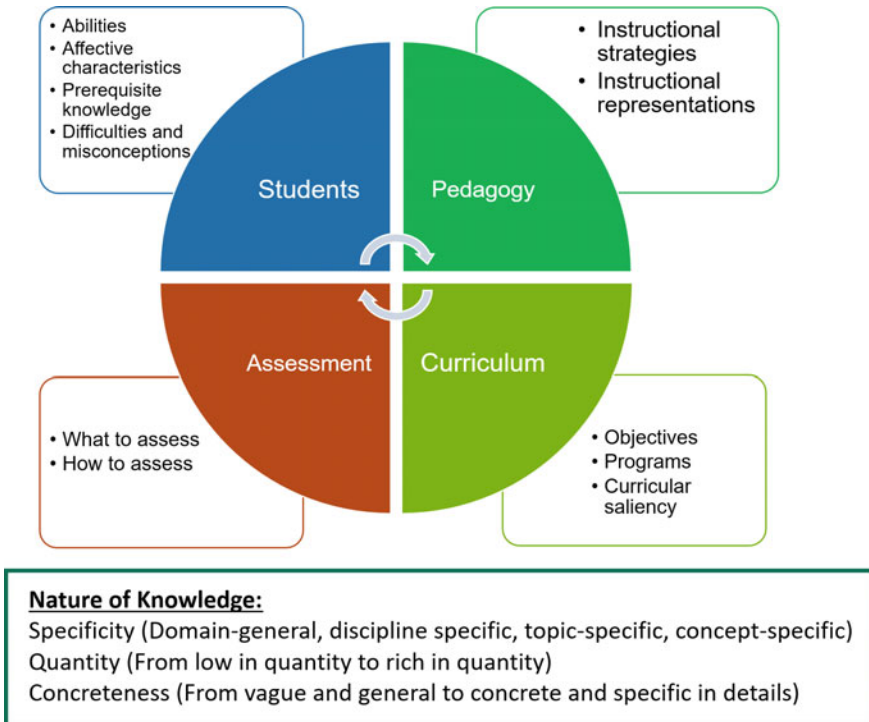 • Abilities
• Affective
characteristics
• Prerequisite
knowledge
• Difficulties and
misconceptions
• Instructional
strategies
• Instructional
representations
Students
Pedagogy
Assessment
Curriculum
• What to assess
• How to assess
• Objectives
• Programs
• Curricular
saliency
Nature of Knowledge:
Specificity (Domain-general, discipline specific, topic-specific, concept-specific)
Quantity (From low in quantity to rich in quantity)
Concreteness (From vague and general to concrete and specific in details)